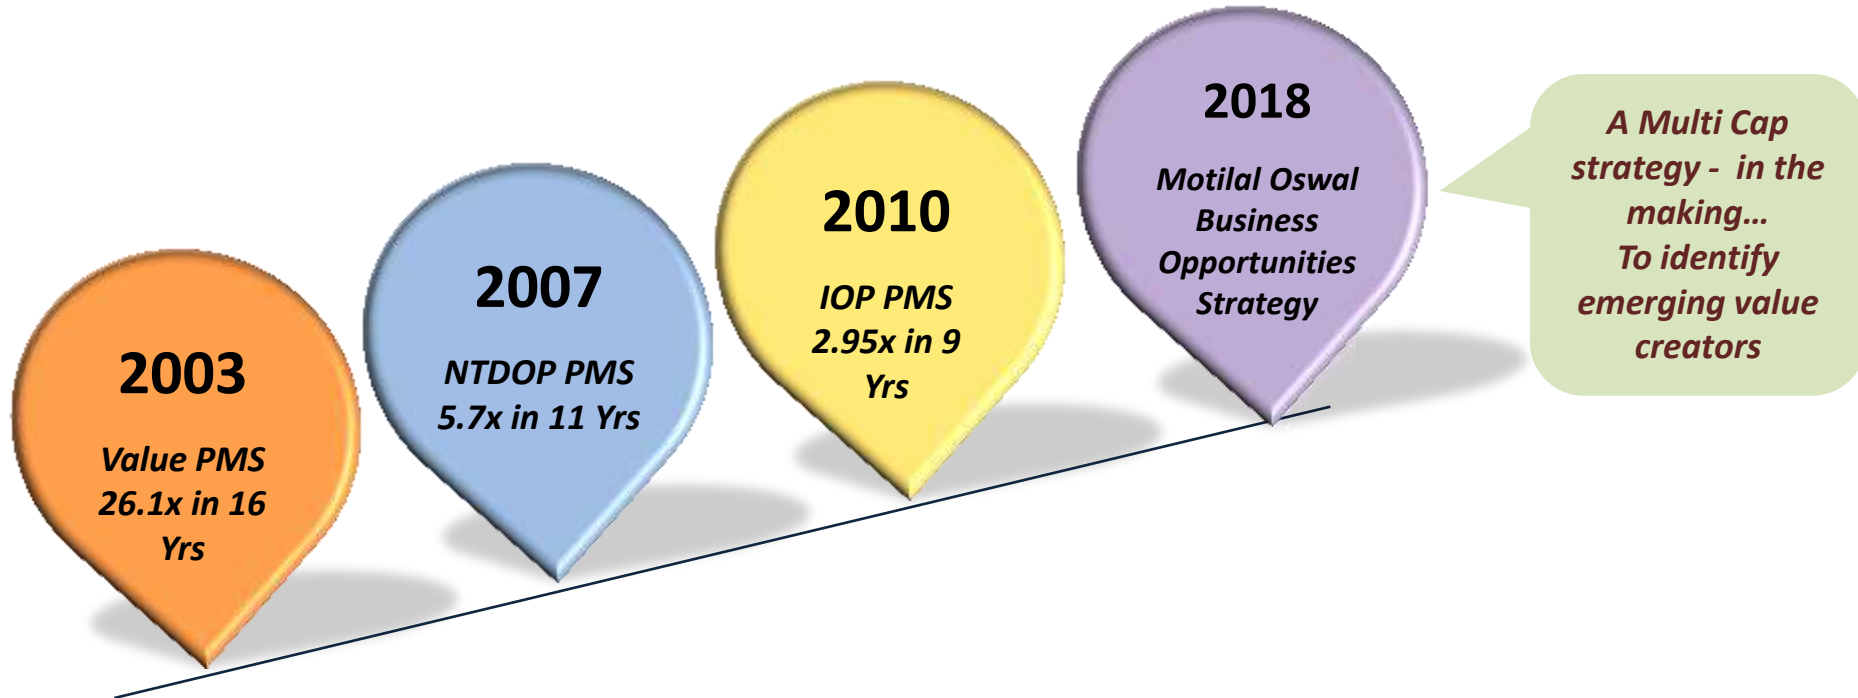 2003
Value PMS
26.1x in 16
Yrs
2007
NTDOP PMS
5.7x in 11 Yrs
2010
IOP PMS
2.95x in 9
Yrs
2018
Motilal Oswal
Business
Opportunities
Strategy
A Multi Cap
strategy - in the
making...
To identify
emerging value
creators